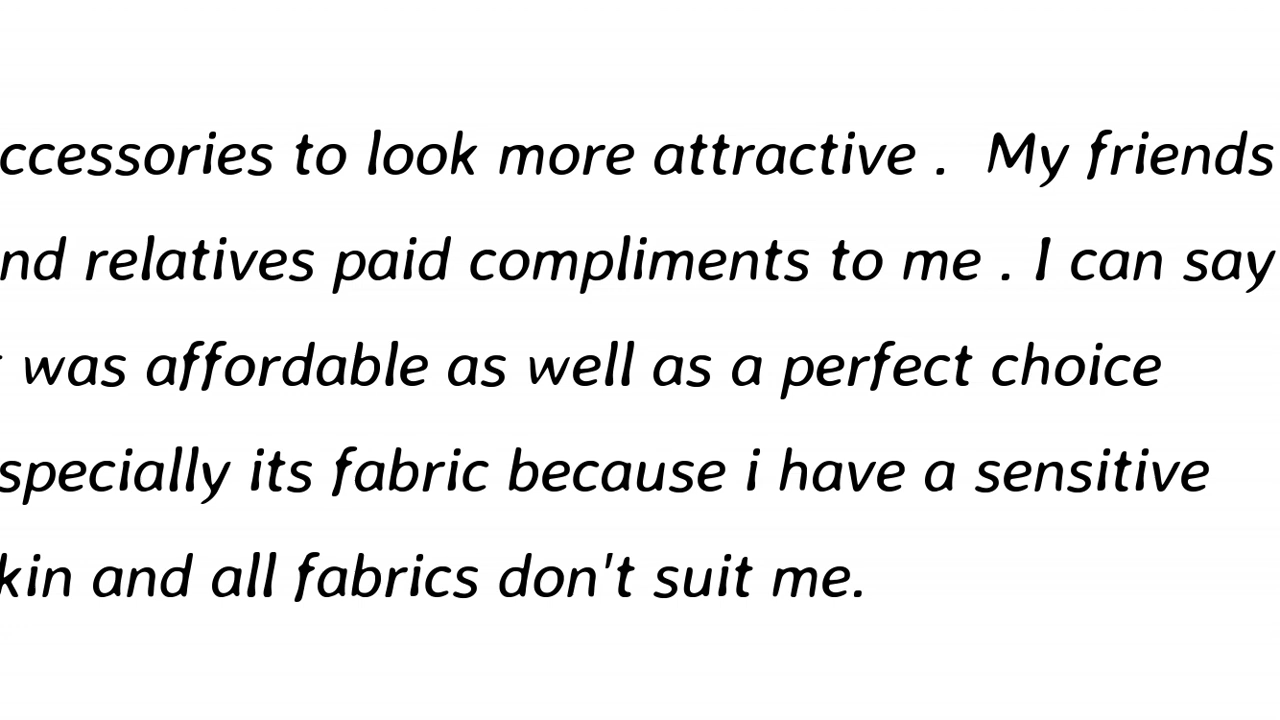 ccessories to look more attractive . My friends
nd relatives paid compliments to me . I can say
was affordable as well as a perfect choice
specially its fabric because i have a sensitive
kin and all fabrics don't suit me.